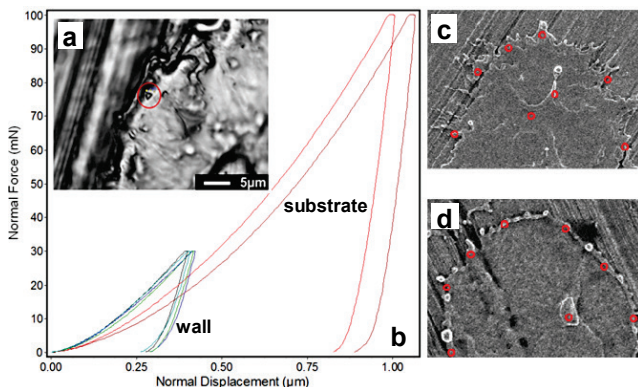 a
5µm
100
90
80
70
60
50
40
30
20
10
0
Normal Force (mN)
substrate
wall
b
0.00
0.25
0.50
0.75
1.00
Normal Displacement (µm)
c
d